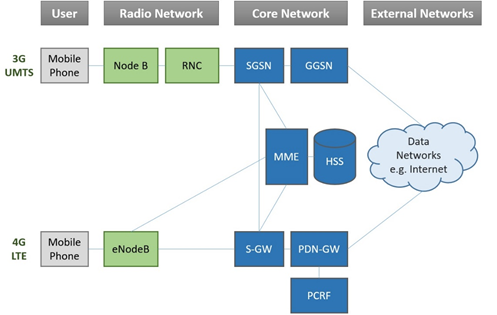 User
Radio Network
Core Network
External Networks
3G
UMTS
Mobile
Phone
Node B
RNC
SGSN
GGSN
MME
HSS
Data
Networks
e.g. Internet
4G
LTE
Mobile
Phone
eNodeB
S-GW
PDN-GW
PCRF